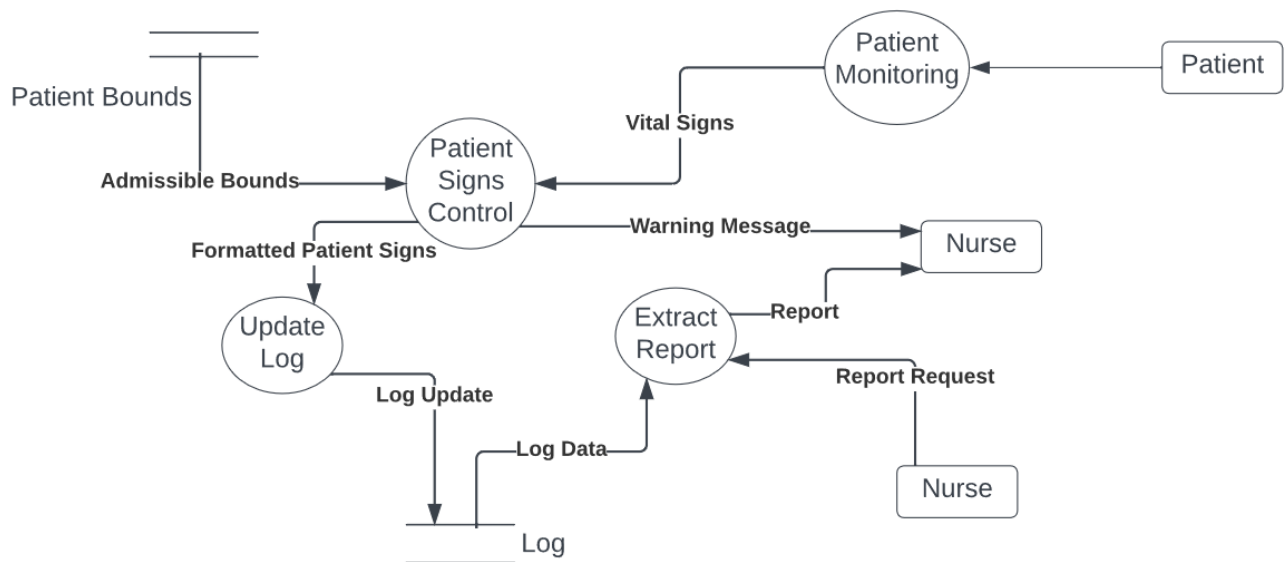 Patient
Monitoring
Patient
Patient Bounds
Vital Signs
Patient
Signs
Control
Admissible Bounds
Warning Message
Nurse
Formatted Patient Signs
Update
Log
Extract
Report
Report
Report Request
Log Update
Log Data
Nurse
Log